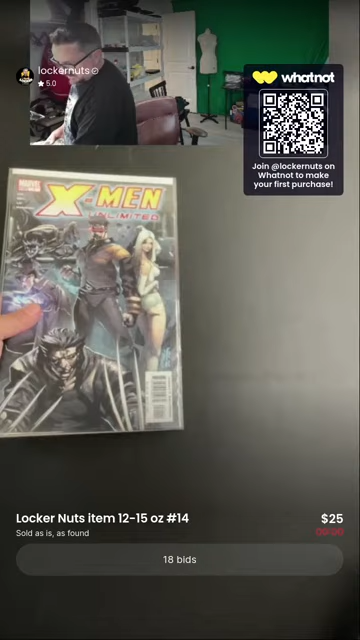 lockernuts
5.0
whatnot
Join @lockernuts on
Whatnot to make
your first purchase!
MARVEL
X-MEN
UNLIMITED
Locker Nuts item 12-15 oz #14
$25
Sold as is, as found
18 bids